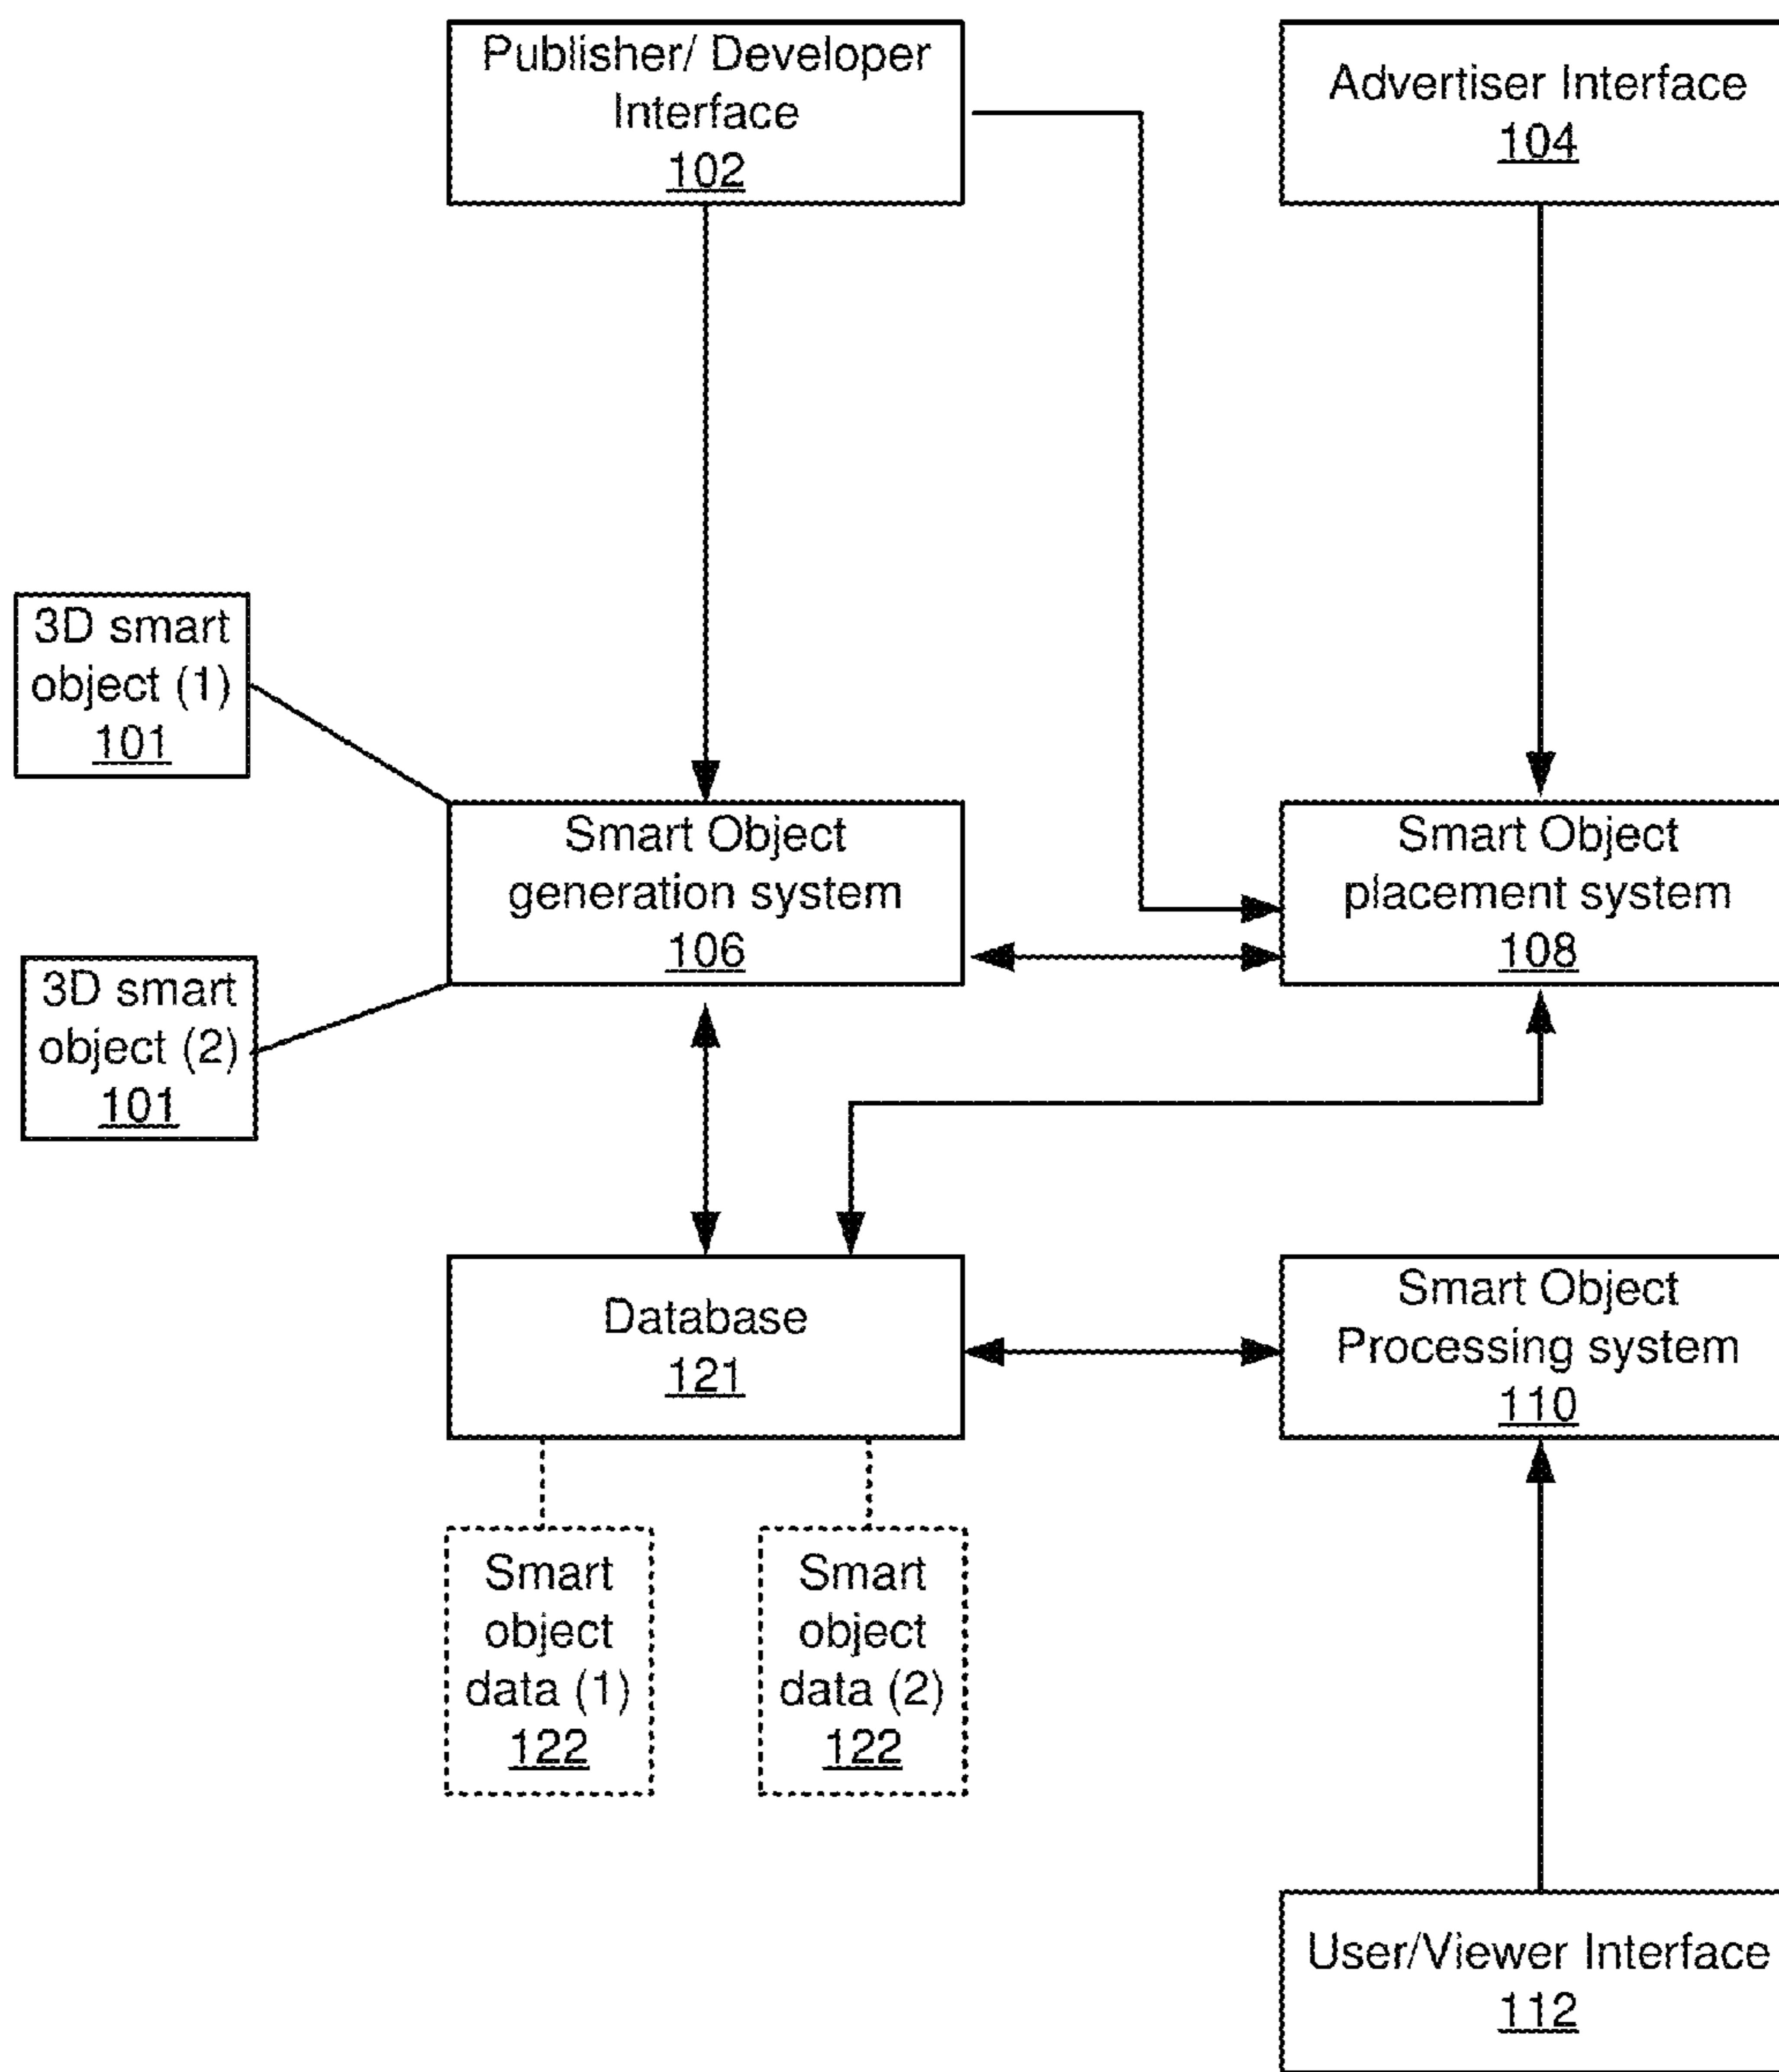 Publisher/ Developer
Interface
102
Advertiser Interface
104
3D smart
object (1)
101
Smart Object
generation system
106
Smart Object
placement system
108
3D smart
object (2)
101
Database
121
Smart Object
Processing system
110
Smart
object
data (1)
122
Smart
object
data (2)
122
User/Viewer Interface
112